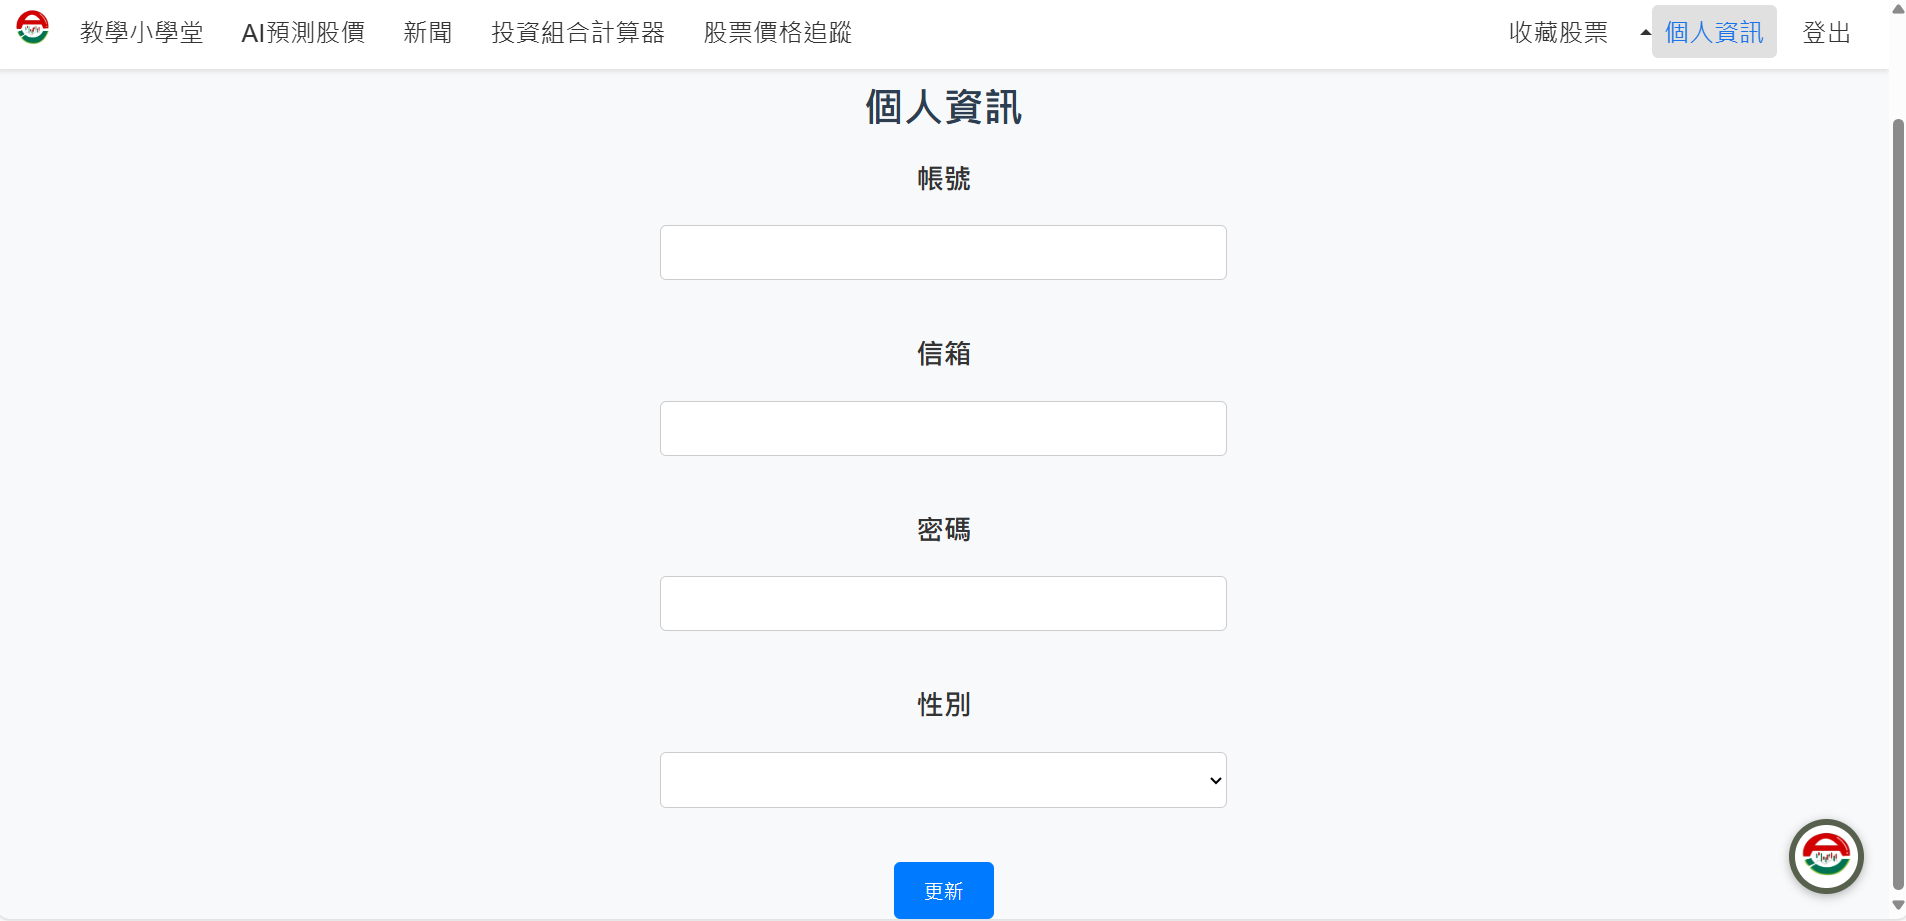 教學小學堂 AI預測股價 新聞 投資組合計算器 股票價格追蹤 收藏股票 個人資訊 登出
個人資訊
帳號
信箱
密碼
性別
更新